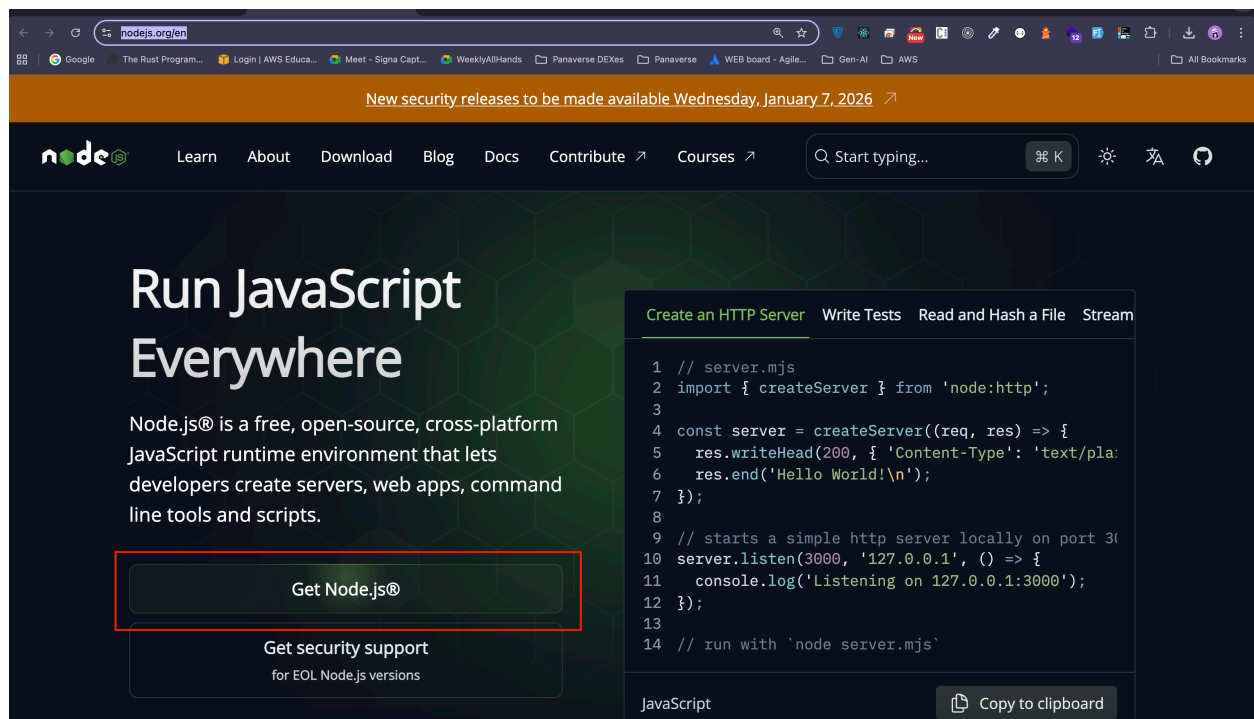 nodejs.org/en
New
12
Google
The Rust Program...
Login | AWS Educa...
Meet - Signa Capt...
WeeklyAllHands
Panaverse DEXes
Panaverse
WEB board - Agile...
Gen-AI
AWS
All Bookmarks
New security releases to be made available Wednesday, January 7, 2026
node JS
Learn
About
Download
Blog
Docs
Contribute
Courses
Start typing...
⌘ K
Run JavaScript
Everywhere
Node.js® is a free, open-source, cross-platform
JavaScript runtime environment that lets
developers create servers, web apps, command
line tools and scripts.
Get Node.js®
Get security support
for EOL Node.js versions
Create an HTTP Server
Write Tests
Read and Hash a File
Stream
1 // server.mjs
2 import { createServer } from 'node:http';
3
4 const server = createServer((req, res) => {
5   res.writeHead(200, { 'Content-Type': 'text/plai
6   res.end('Hello World!\n');
7 });
8
9 // starts a simple http server locally on port 30
10 server.listen(3000, '127.0.0.1', () => {
11   console.log('Listening on 127.0.0.1:3000');
12 });
13
14 // run with `node server.mjs`
JavaScript
Copy to clipboard